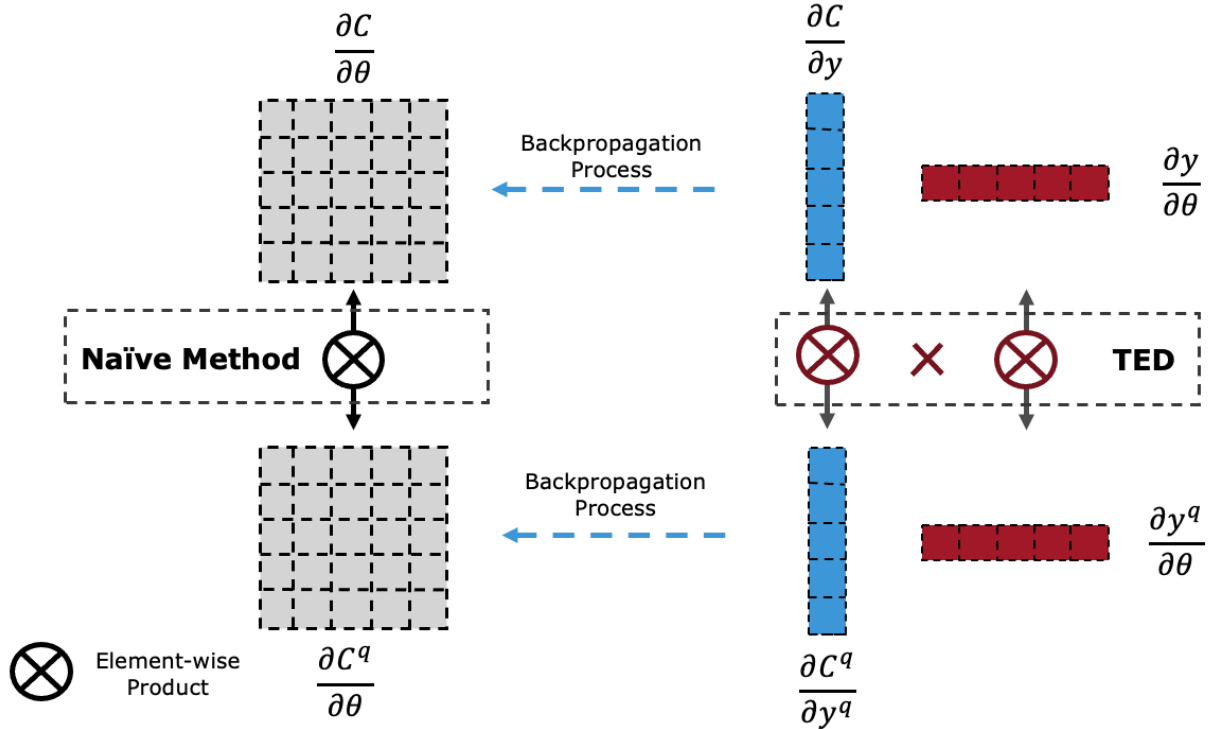 ∂C
∂θ
∂C
∂y
Backpropagation
Process
∂y
∂θ
Naïve Method
TED
Backpropagation
Process
∂y^q
∂θ
Element-wise
Product
∂C^q
∂θ
∂C^q
∂y^q